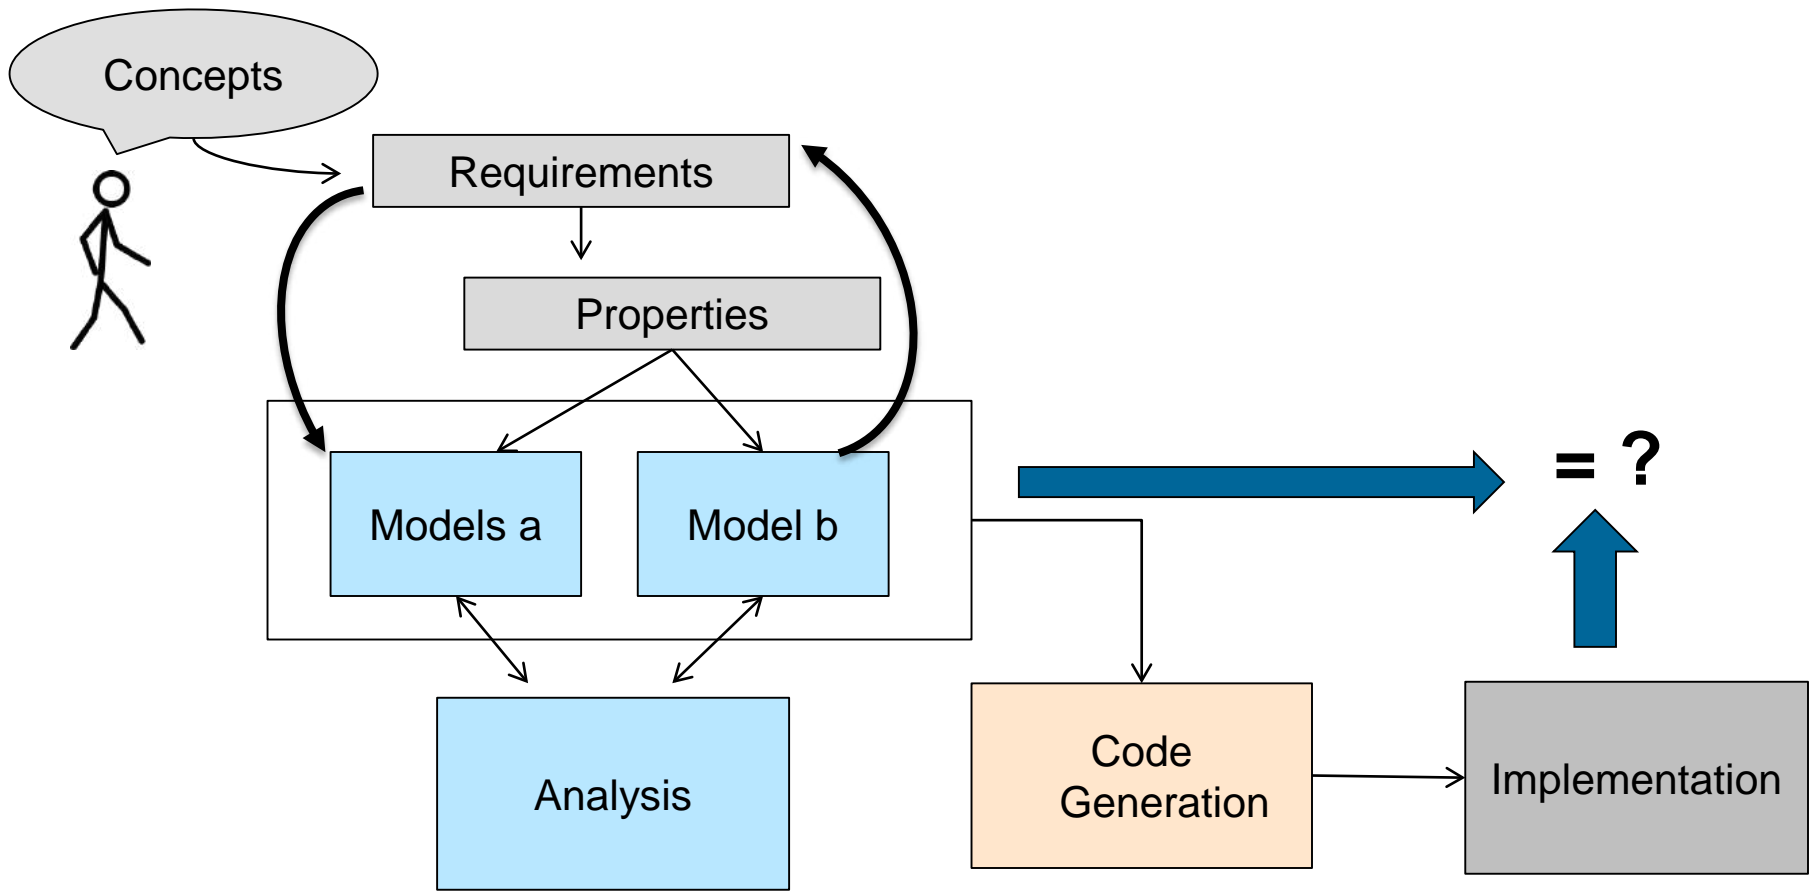 Concepts
Requirements
Properties
Models a
Model b
= ?
Analysis
Code
Generation
Implementation